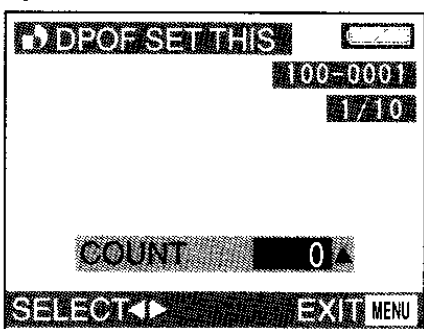 DPOF SET THIS
100-0001
1/10
COUNT 0▲
SELECT◀▶ EXIT MENU